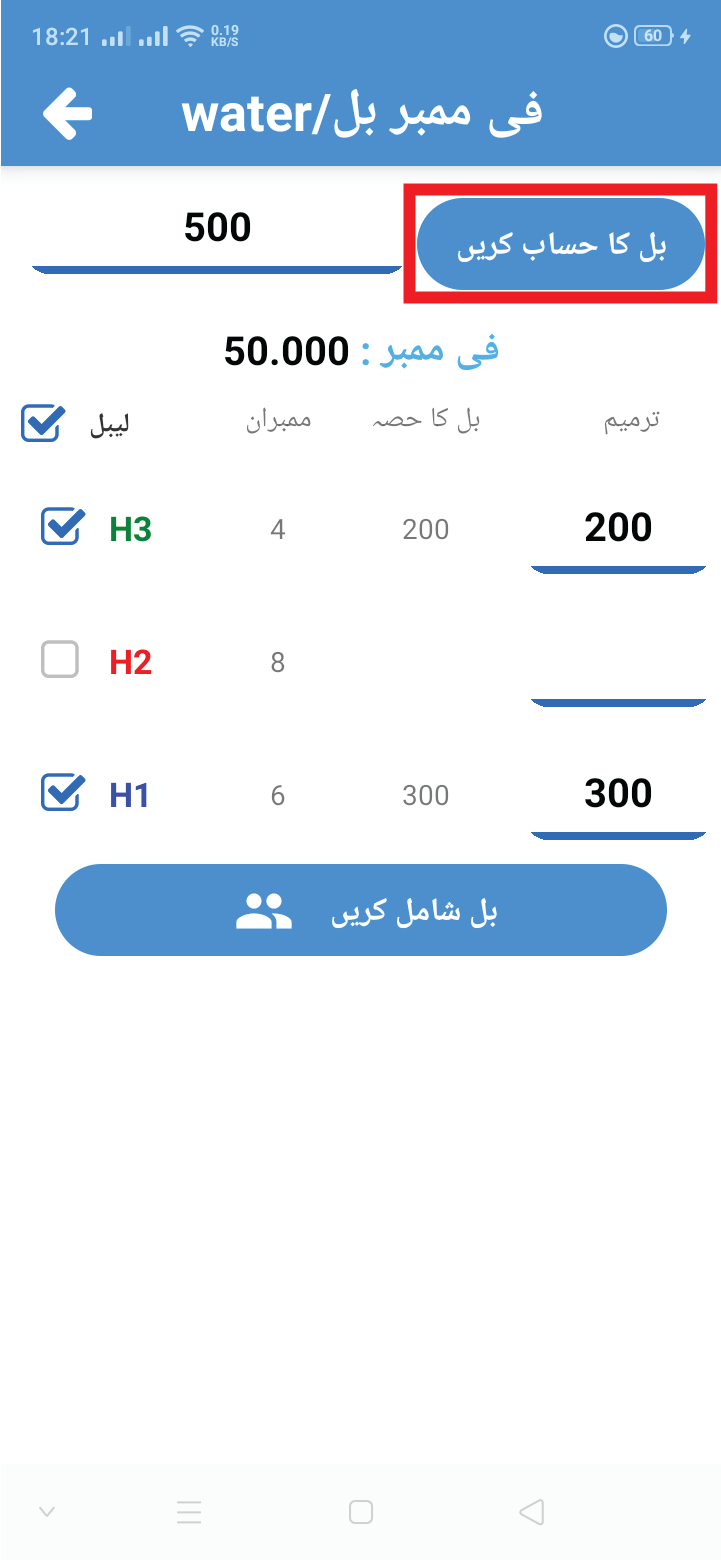 18:21 0.19 KB/S 60
فی ممبر بل/water
500
بل کا حساب کریں
فی ممبر : 50.000
لیبل ممبران بل کا حصہ ترمیم
H3 4 200 200
H2 8
H1 6 300 300
بل شامل کریں